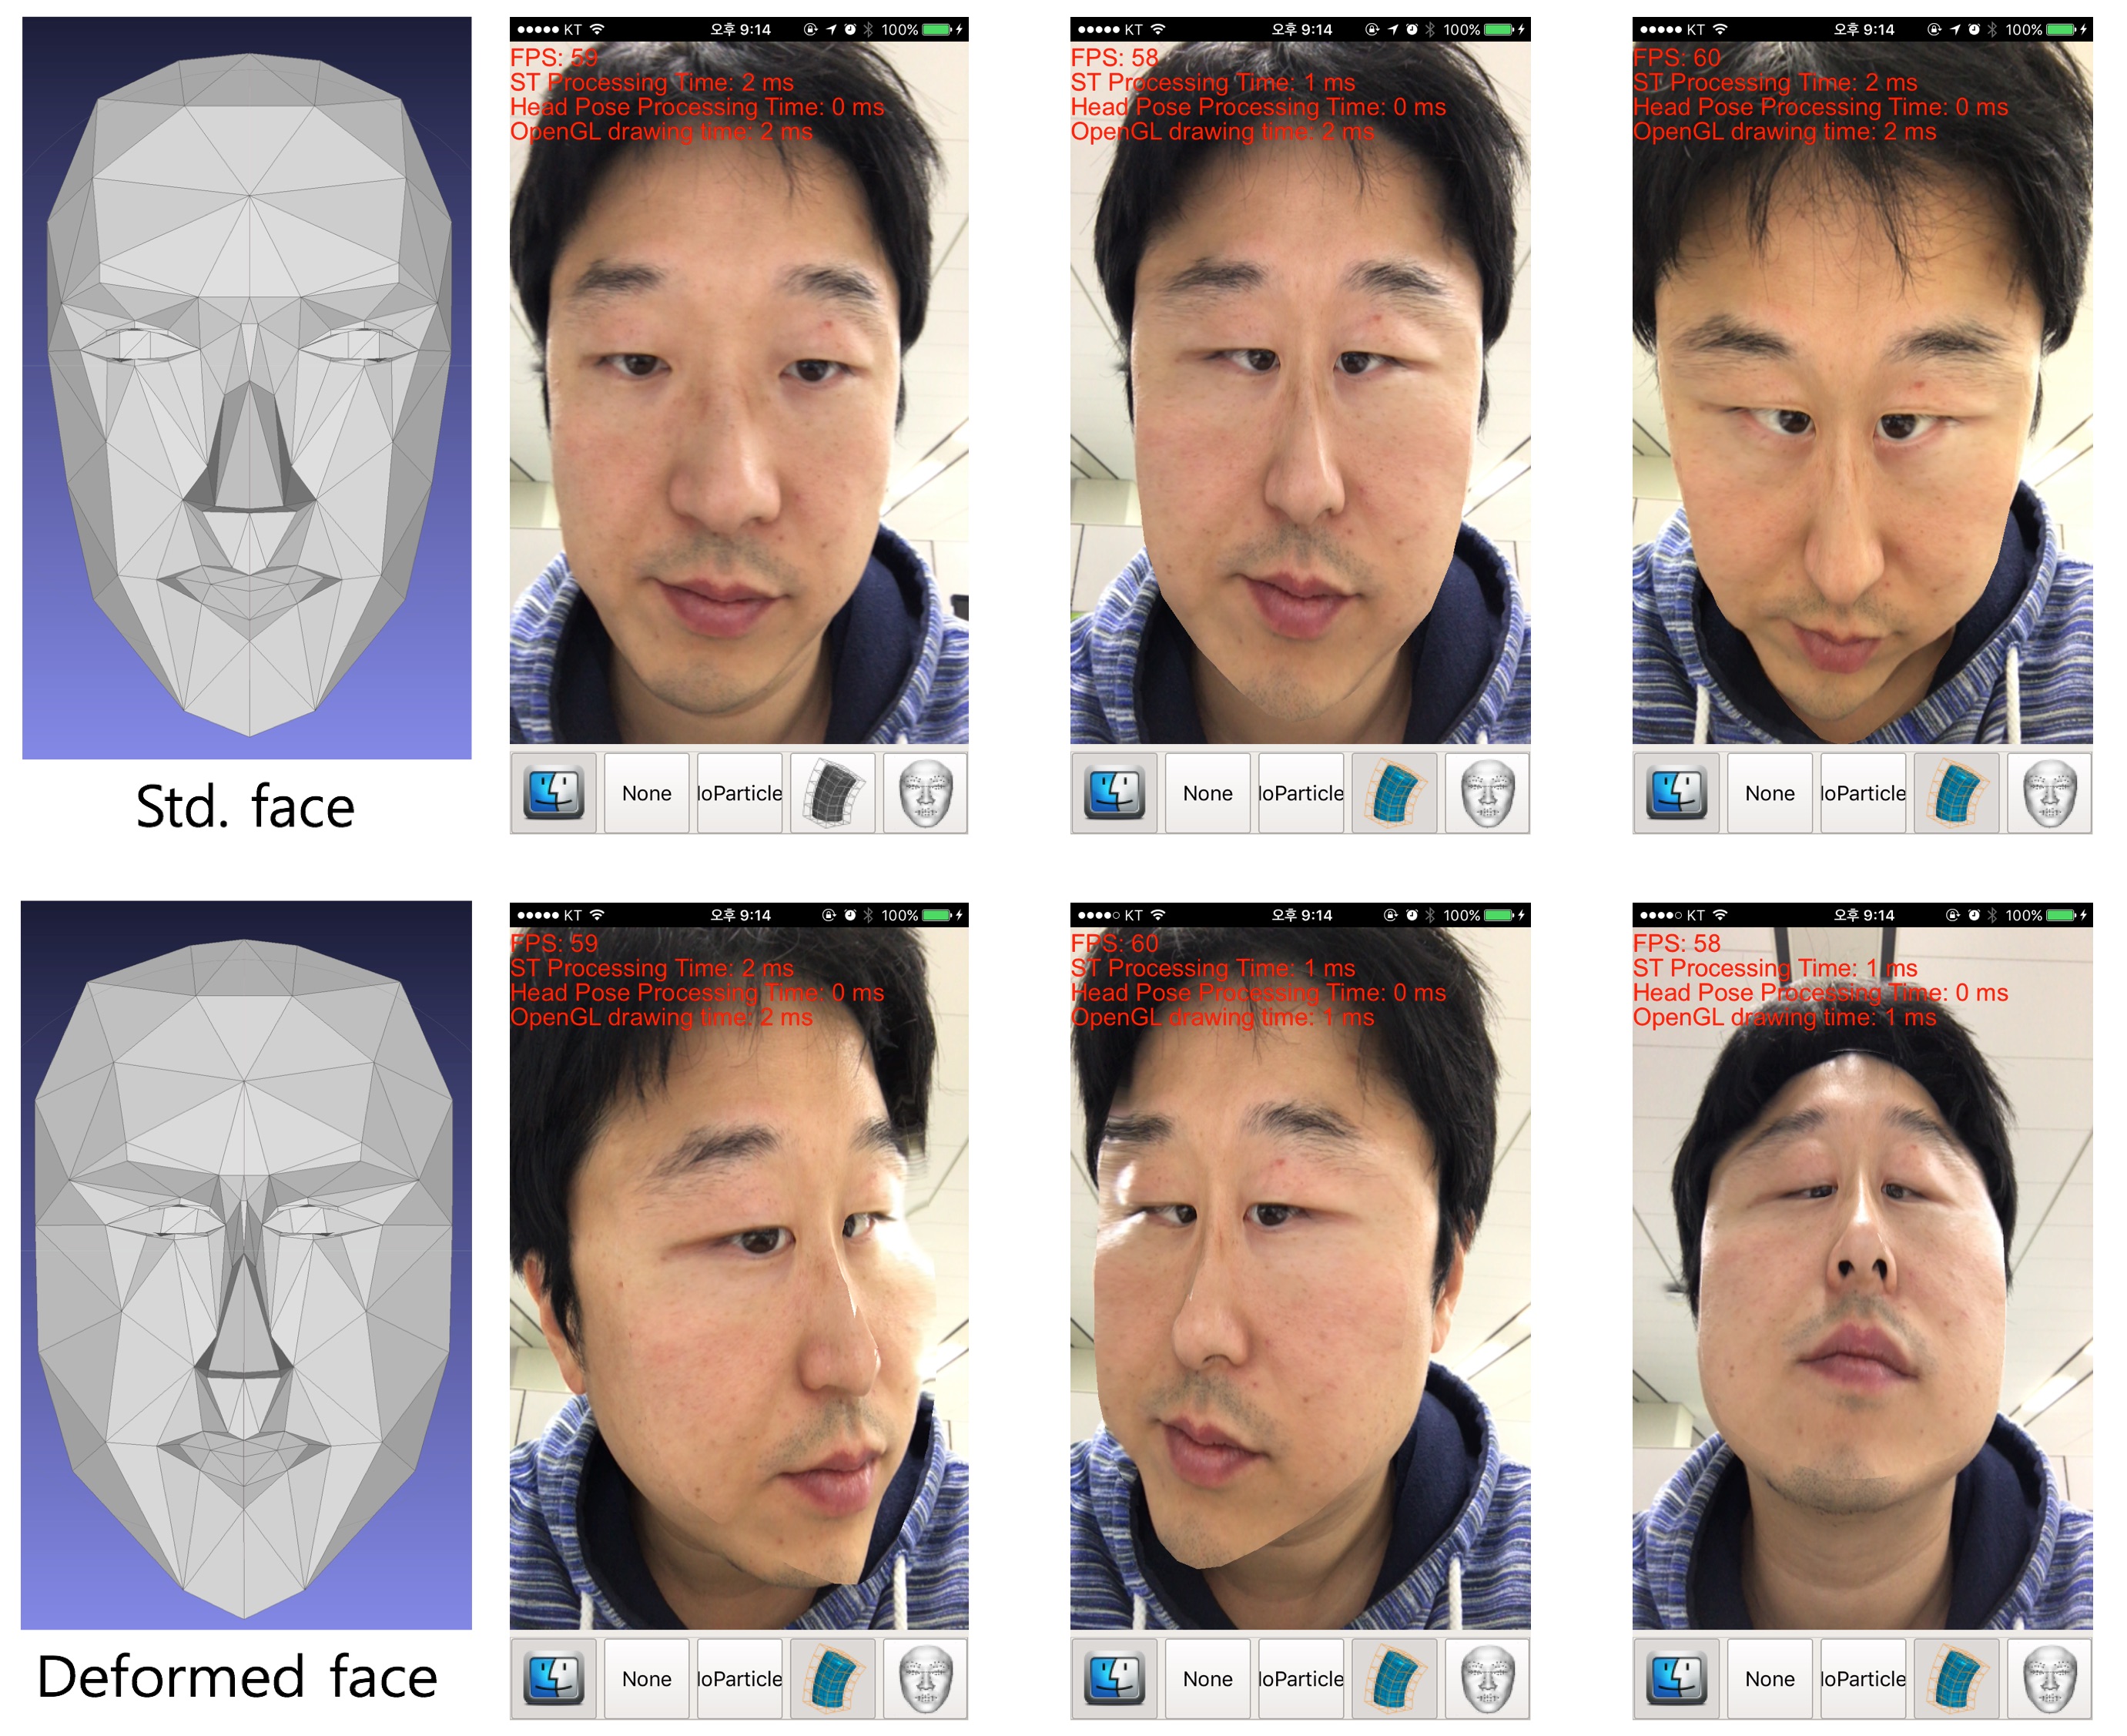 KT 오후 9:14 100%
FPS: 59
ST Processing Time: 2 ms
Head Pose Processing Time: 0 ms
OpenGL drawing time: 2 ms
None
loParticle
KT 오후 9:14 100%
FPS: 58
ST Processing Time: 1 ms
Head Pose Processing Time: 0 ms
OpenGL drawing time: 2 ms
None
loParticle
KT 오후 9:14 100%
FPS: 60
ST Processing Time: 2 ms
Head Pose Processing Time: 0 ms
OpenGL drawing time: 2 ms
None
loParticle
Std. face
KT 오후 9:14 100%
FPS: 59
ST Processing Time: 2 ms
Head Pose Processing Time: 0 ms
OpenGL drawing time: 2 ms
None
loParticle
KT 오후 9:14 100%
FPS: 60
ST Processing Time: 1 ms
Head Pose Processing Time: 0 ms
OpenGL drawing time: 1 ms
None
loParticle
KT 오후 9:14 100%
FPS: 58
ST Processing Time: 1 ms
Head Pose Processing Time: 0 ms
OpenGL drawing time: 1 ms
None
loParticle
Deformed face